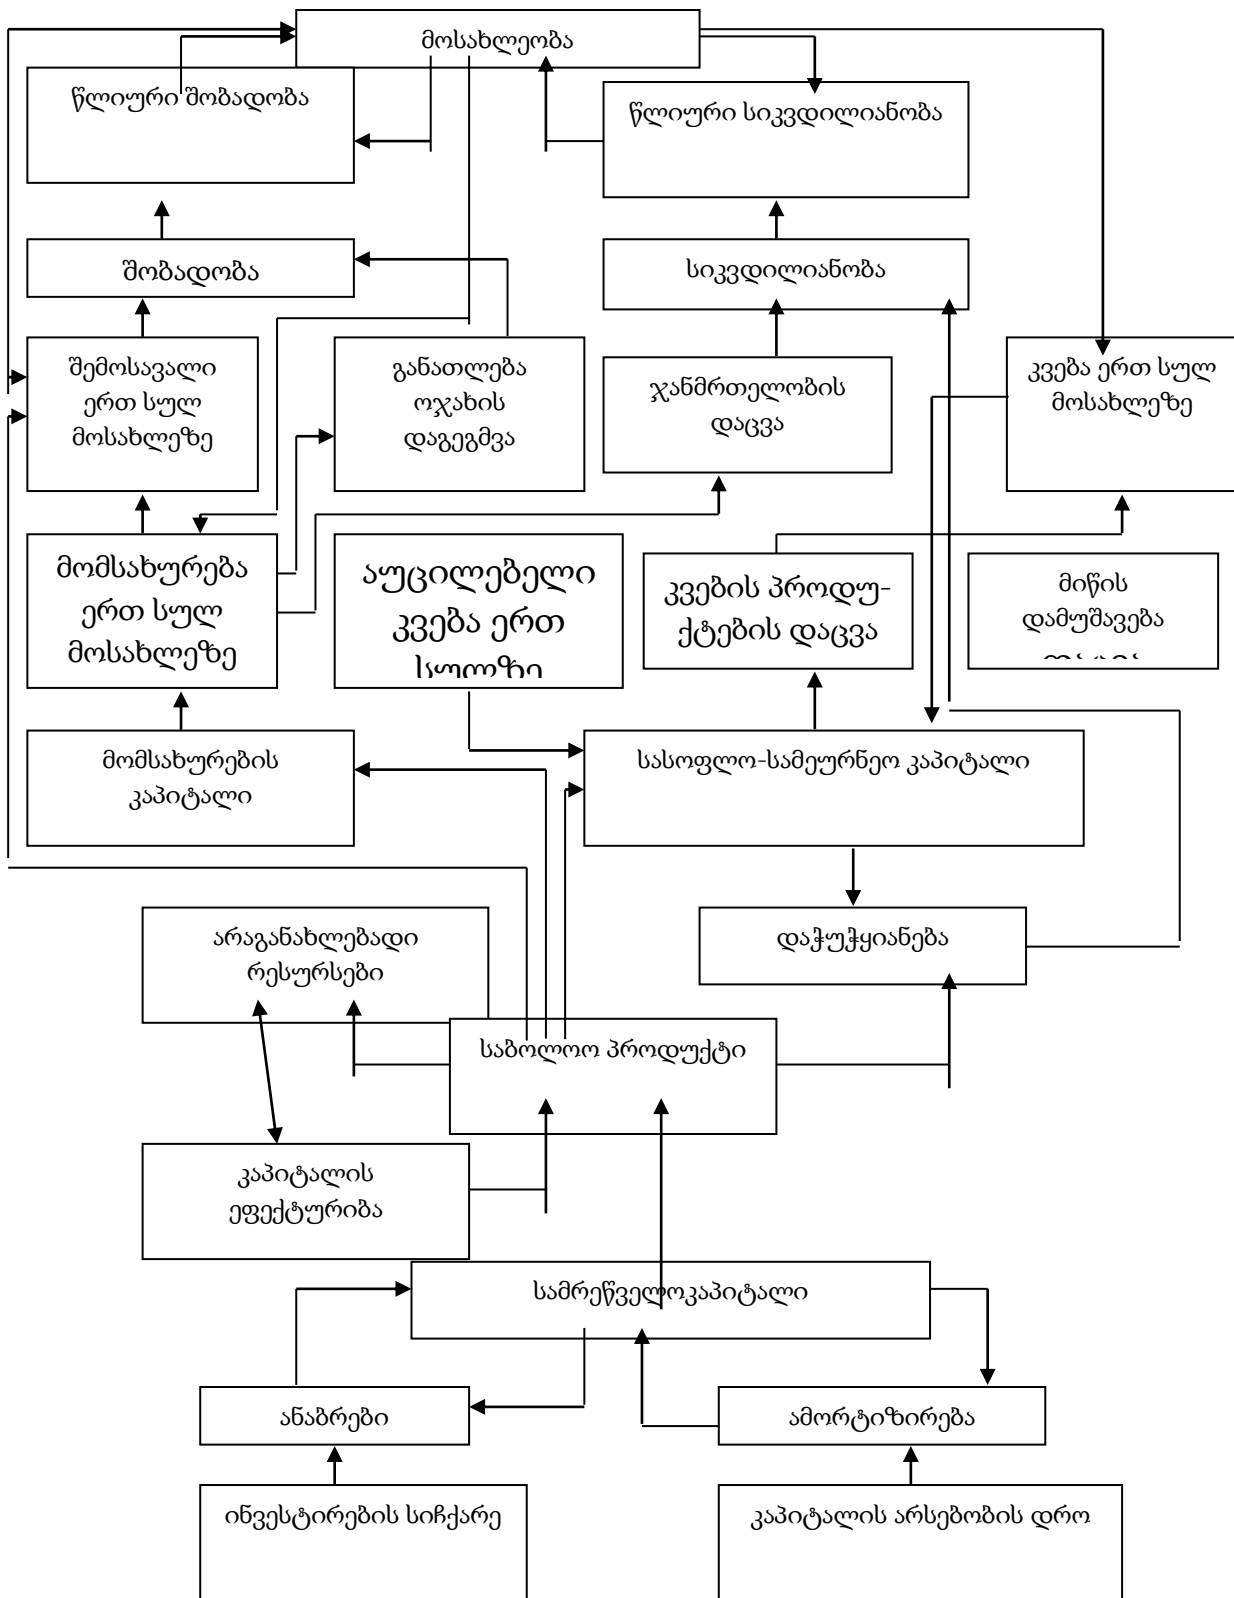 მოსახლეობა
წლიური შობადობა
წლიური სიკვდილიანობა
შობადობა
სიკვდილიანობა
შემოსავალი
ერთ სულ
მოსახლეზე
განათლება
ოჯახის
დაგეგმვა
ჯანმრთელობის
დაცვა
კვება ერთ სულ
მოსახლეზე
მომსახურება
ერთ სულ
მოსახლეზე
აუცილებელი
კვება ერთ
სულზე
კვების პროდუ-
ქტების დაცვა
მიწის
დამუშავება
მომსახურების
კაპიტალი
სასოფლო-სამეურნეო კაპიტალი
არაგანახლებადი
რესურსები
დაჭუჭყიანება
საბოლოო პროდუქტი
კაპიტალის
ეფექტურიბა
სამრეწველოკაპიტალი
ანაბრები
ამორტიზირება
ინვესტირების სიჩქარე
კაპიტალის არსებობის დრო